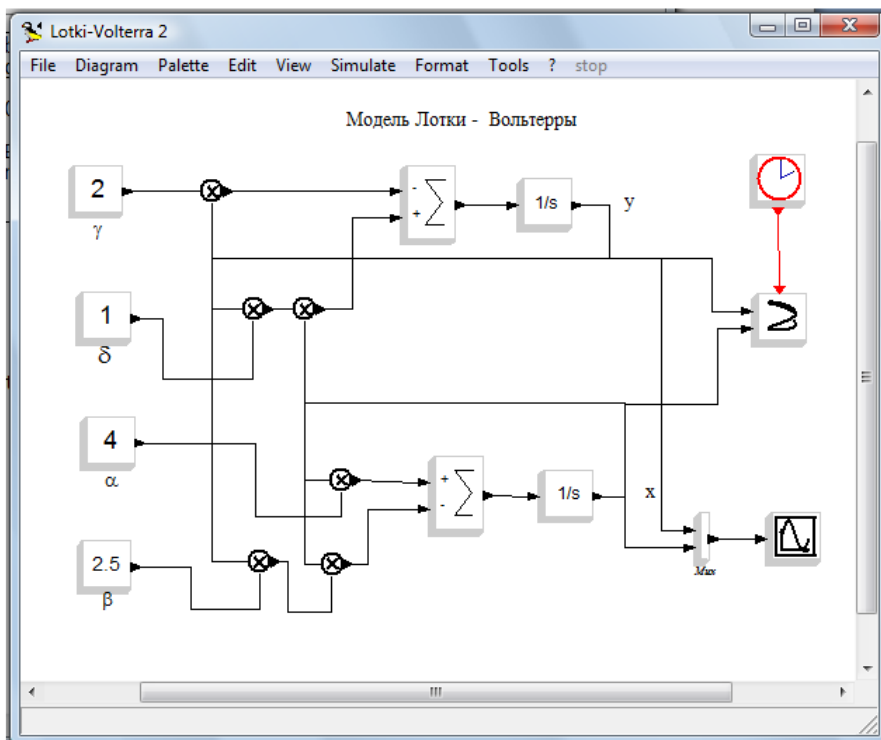 Lotki-Volterra 2
File Diagram Palette Edit View Simulate Format Tools ? stop
Модель Лотки - Вольтерры
2
γ
-
+
1/s
y
1
δ
4
α
+
-
1/s
x
2.5
β
Mux